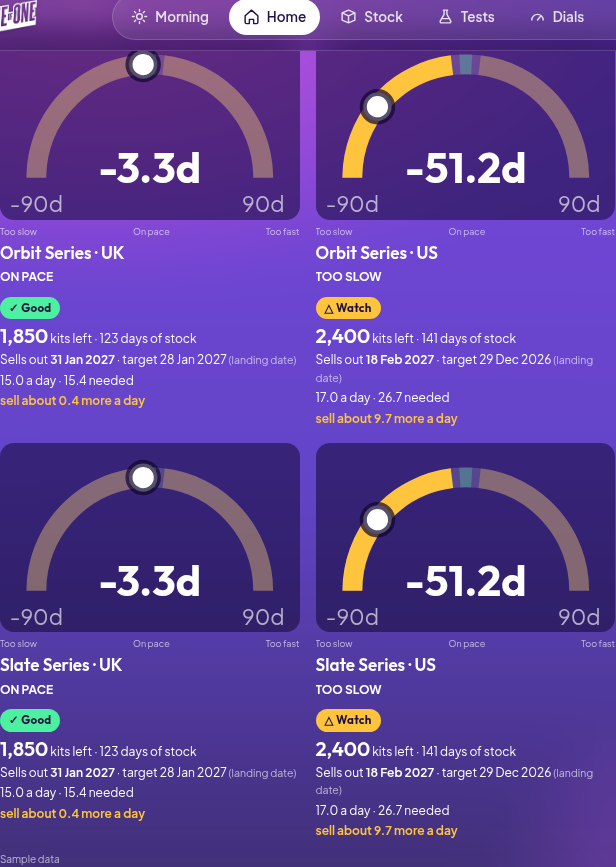 E-ONE
Morning
Home
Stock
Tests
Dials
-3.3d
-90d
90d
Too slow
On pace
Too fast
Orbit Series · UK
ON PACE
✓ Good
1,850 kits left · 123 days of stock
Sells out 31 Jan 2027 · target 28 Jan 2027 (landing date)
15.0 a day · 15.4 needed
sell about 0.4 more a day
-51.2d
-90d
90d
Too slow
On pace
Too fast
Orbit Series · US
TOO SLOW
△ Watch
2,400 kits left · 141 days of stock
Sells out 18 Feb 2027 · target 29 Dec 2026 (landing
date)
17.0 a day · 26.7 needed
sell about 9.7 more a day
-3.3d
-90d
90d
Too slow
On pace
Too fast
Slate Series · UK
ON PACE
✓ Good
1,850 kits left · 123 days of stock
Sells out 31 Jan 2027 · target 28 Jan 2027 (landing date)
15.0 a day · 15.4 needed
sell about 0.4 more a day
-51.2d
-90d
90d
Too slow
On pace
Too fast
Slate Series · US
TOO SLOW
△ Watch
2,400 kits left · 141 days of stock
Sells out 18 Feb 2027 · target 29 Dec 2026 (landing
date)
17.0 a day · 26.7 needed
sell about 9.7 more a day
Sample data